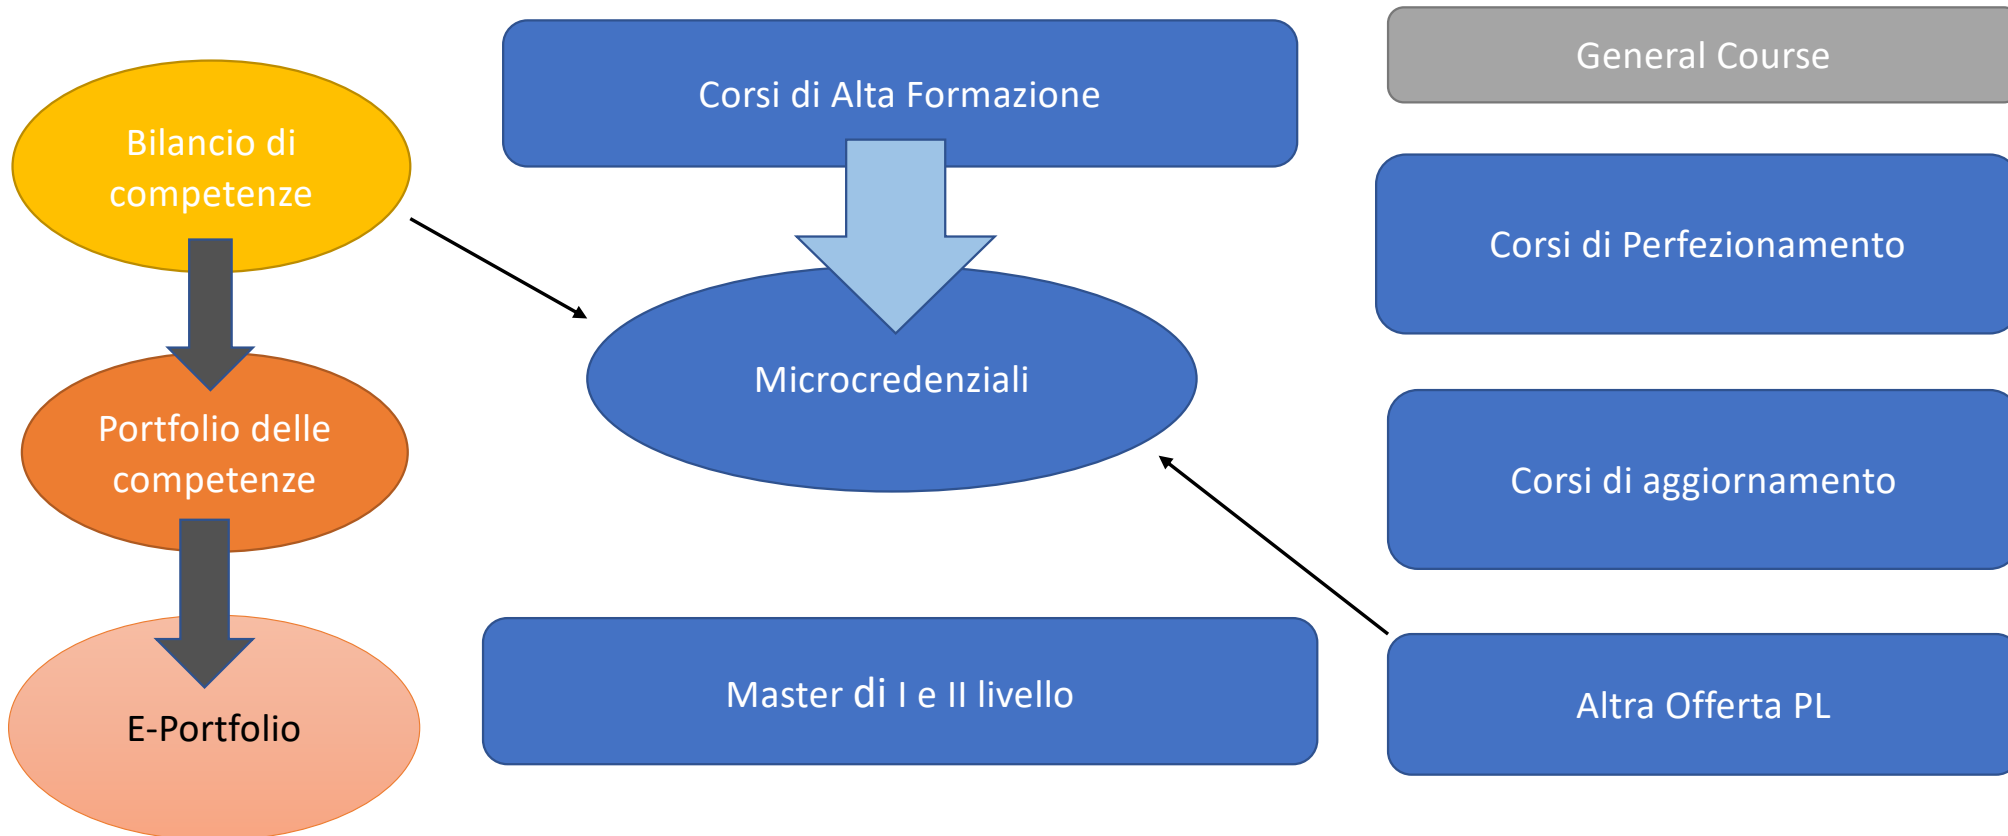 Bilancio di
competenze
Portfolio delle
competenze
E-Portfolio
Corsi di Alta Formazione
Microcredenziali
Master di I e II livello
General Course
Corsi di Perfezionamento
Corsi di aggiornamento
Altra Offerta PL